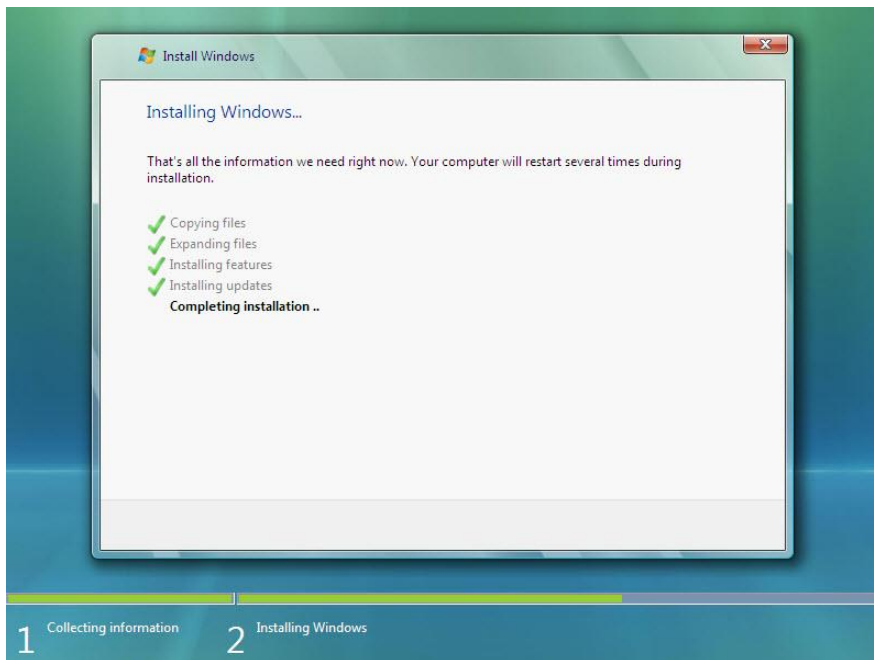 Install Windows
Installing Windows...
That's all the information we need right now. Your computer will restart several times during
installation.
Copying files
Expanding files
Installing features
Installing updates
Completing installation ..
1 Collecting information
2 Installing Windows